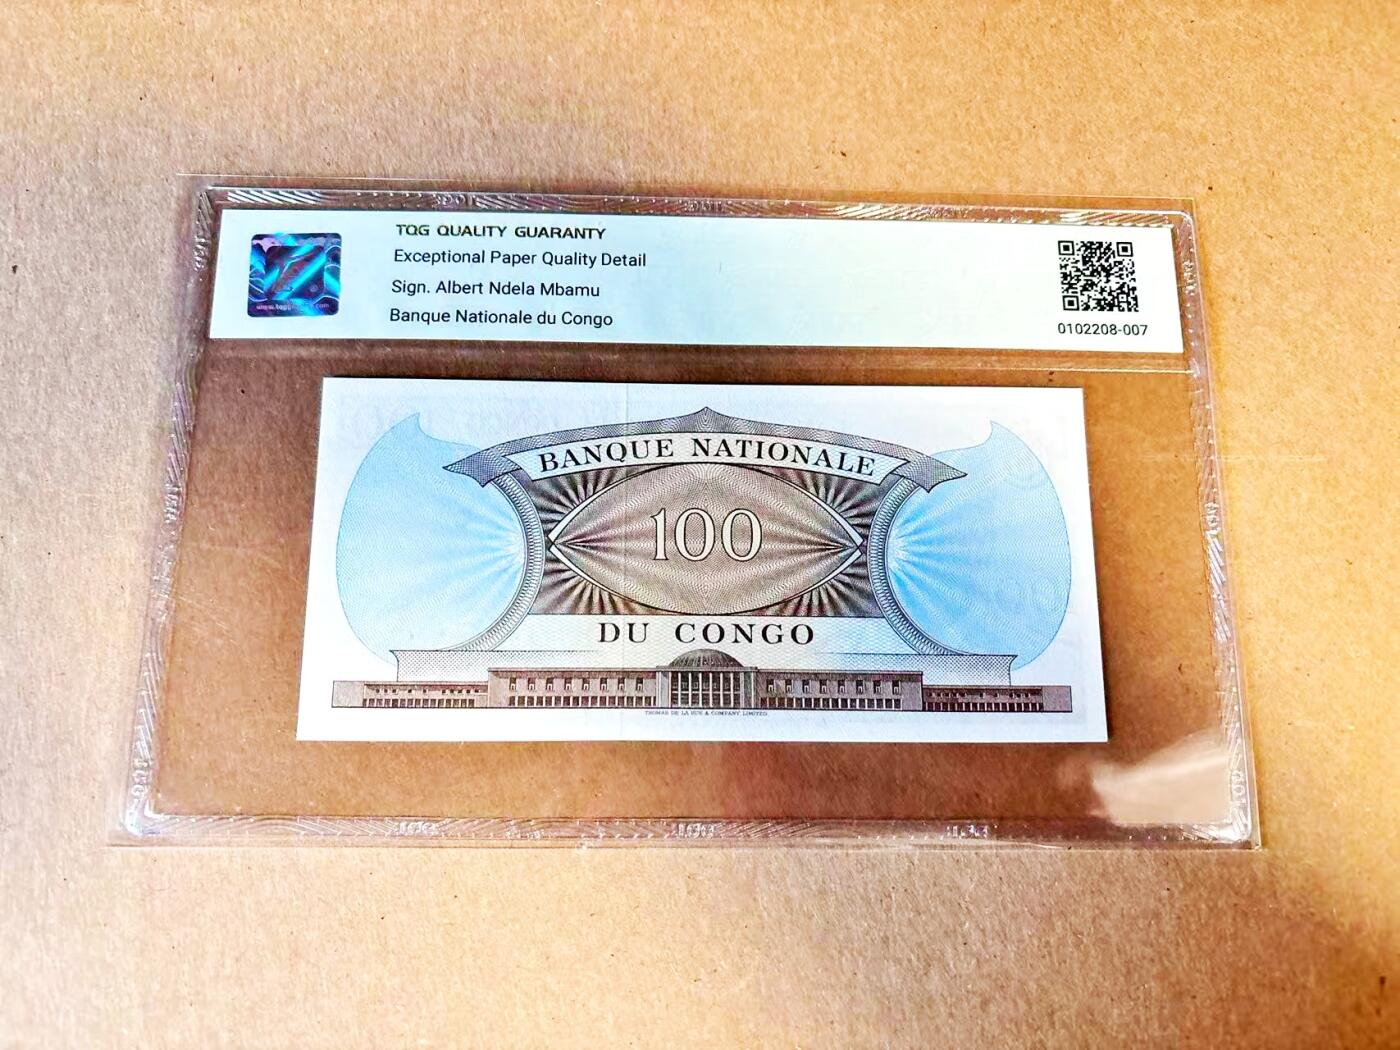 TQG QUALITY GUARANTY
Exceptional Paper Quality Detail
Sign. Albert Ndela Mbamu
Banque Nationale du Congo
0102208-007
BANQUE NATIONALE
100
DU CONGO
THOMAS DE LA RUE & COMPANY, LIMITED.